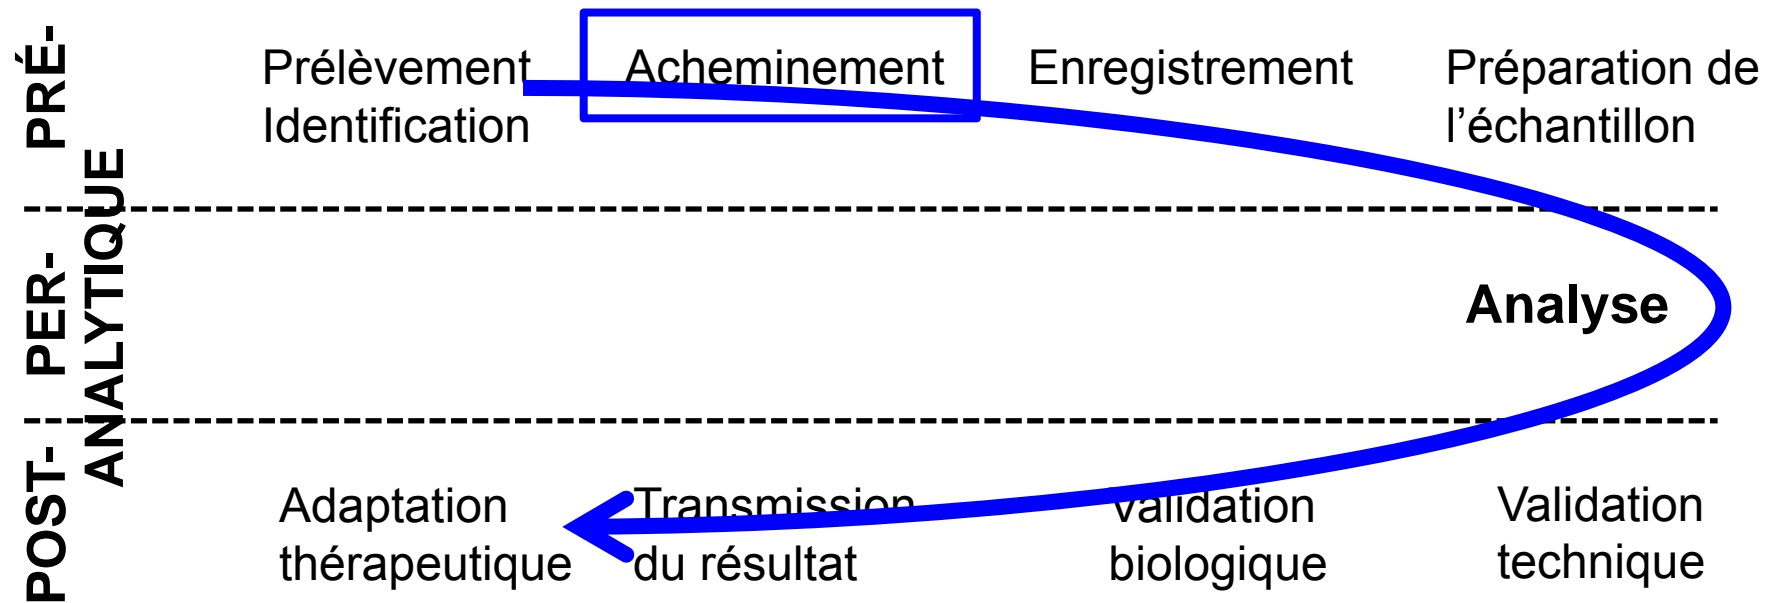 PRÉ-
PER-
POST-
ANALYTIQUE
Prélèvement
Identification
Acheminement
Enregistrement
Préparation de
l’échantillon
Analyse
Adaptation
thérapeutique
Transmission
du résultat
Validation
biologique
Validation
technique